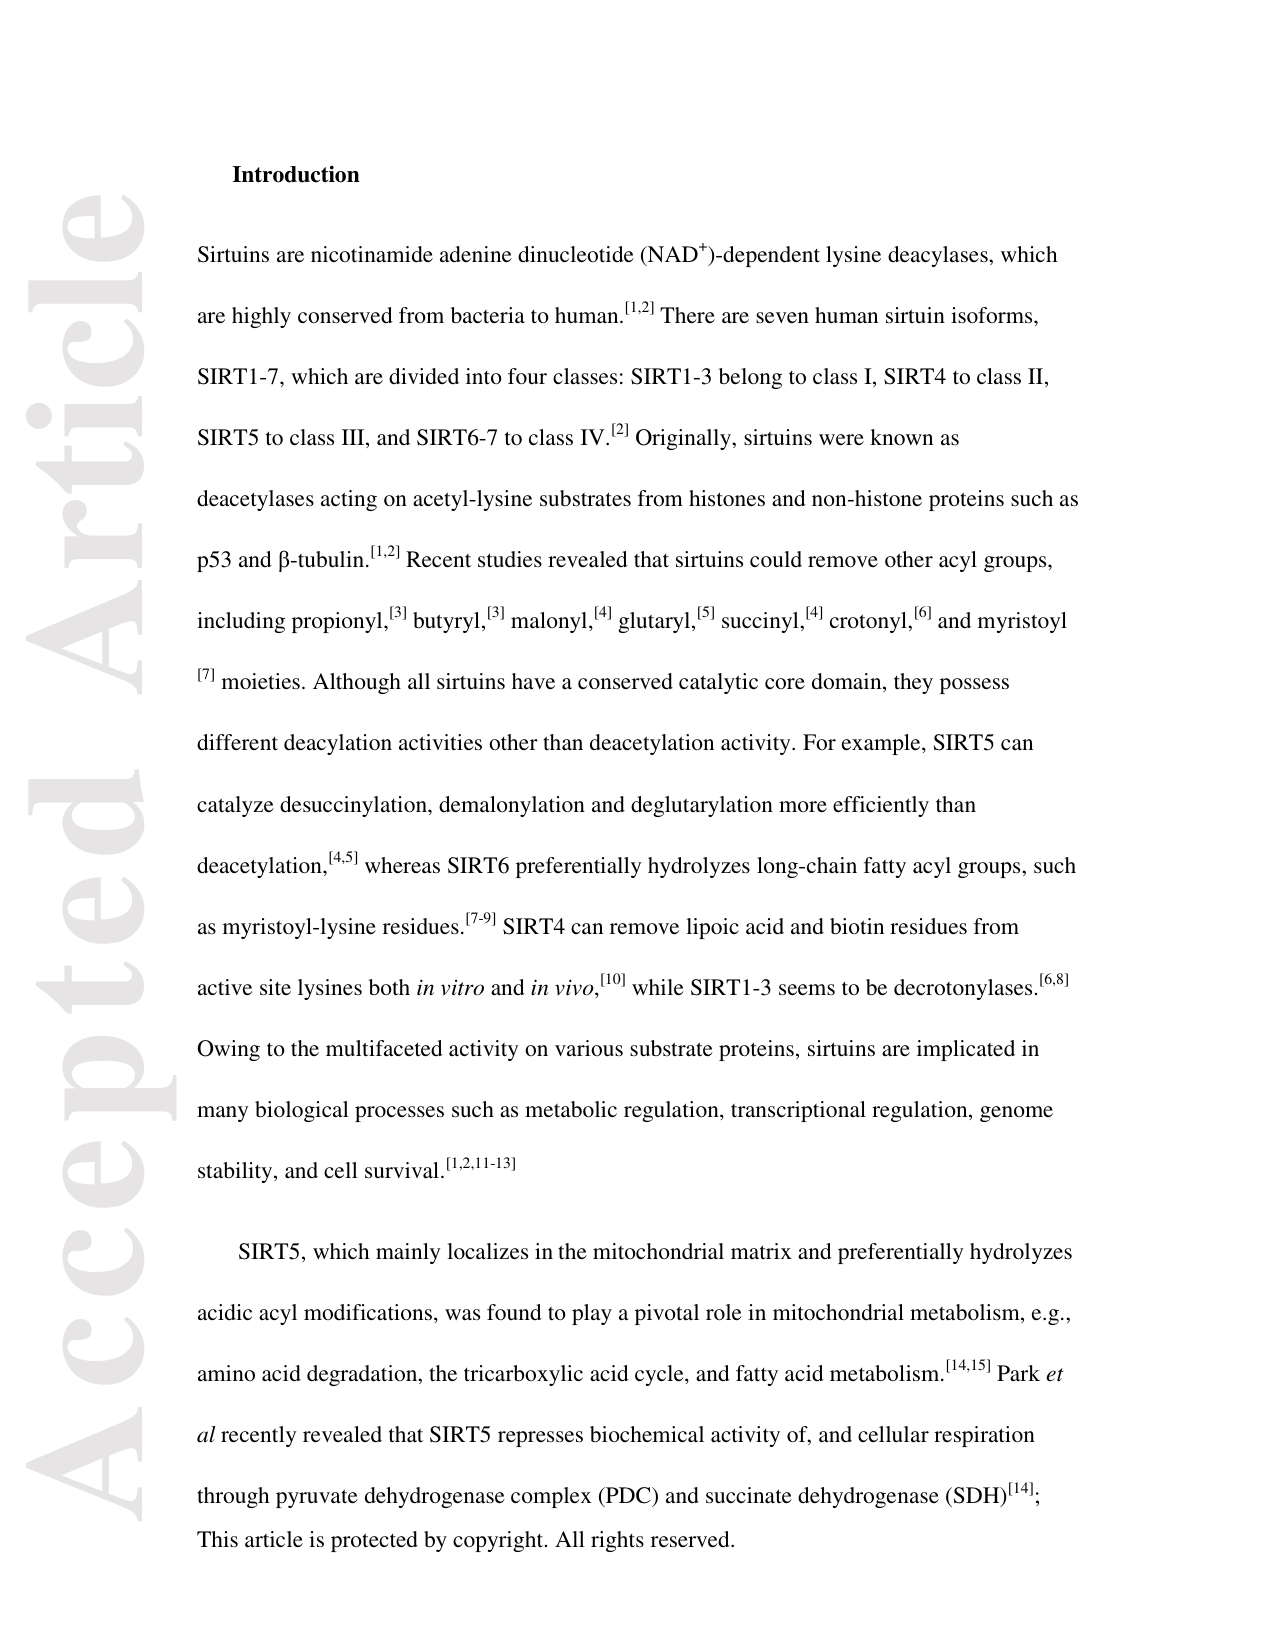 Introduction
Sirtuins are nicotinamide adenine dinucleotide (NAD⁺)-dependent lysine deacylases, which
are highly conserved from bacteria to human.[1,2] There are seven human sirtuin isoforms,
SIRT1-7, which are divided into four classes: SIRT1-3 belong to class I, SIRT4 to class II,
SIRT5 to class III, and SIRT6-7 to class IV.[2] Originally, sirtuins were known as
deacetylases acting on acetyl-lysine substrates from histones and non-histone proteins such as
p53 and β-tubulin.[1,2] Recent studies revealed that sirtuins could remove other acyl groups,
including propionyl,[3] butyryl,[3] malonyl,[4] glutaryl,[5] succinyl,[4] crotonyl,[6] and myristoyl
[7] moieties. Although all sirtuins have a conserved catalytic core domain, they possess
different deacylation activities other than deacetylation activity. For example, SIRT5 can
catalyze desuccinylation, demalonylation and deglutarylation more efficiently than
deacetylation,[4,5] whereas SIRT6 preferentially hydrolyzes long-chain fatty acyl groups, such
as myristoyl-lysine residues.[7-9] SIRT4 can remove lipoic acid and biotin residues from
active site lysines both in vitro and in vivo,[10] while SIRT1-3 seems to be decrotonylases.[6,8]
Owing to the multifaceted activity on various substrate proteins, sirtuins are implicated in
many biological processes such as metabolic regulation, transcriptional regulation, genome
stability, and cell survival.[1,2,11-13]
SIRT5, which mainly localizes in the mitochondrial matrix and preferentially hydrolyzes
acidic acyl modifications, was found to play a pivotal role in mitochondrial metabolism, e.g.,
amino acid degradation, the tricarboxylic acid cycle, and fatty acid metabolism.[14,15] Park et
al recently revealed that SIRT5 represses biochemical activity of, and cellular respiration
through pyruvate dehydrogenase complex (PDC) and succinate dehydrogenase (SDH)[14];
This article is protected by copyright. All rights reserved.
Accepted Article